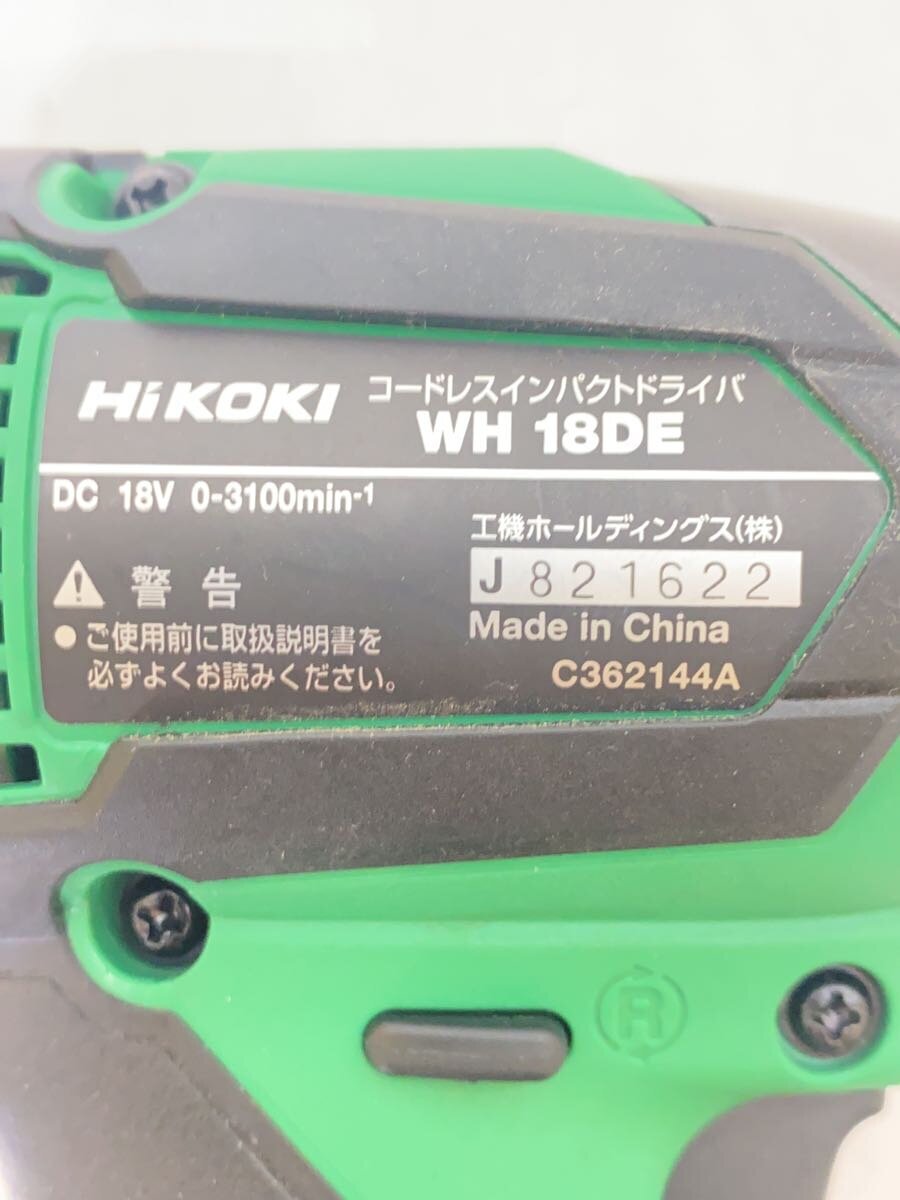 HiKOKI コードレスインパクトドライバ
WH 18DE
DC 18V 0-3100min-1
工機ホールディングス(株)
J 821622
⚠ 警告
Made in China
●ご使用前に取扱説明書を
必ずよくお読みください。
C362144A
R